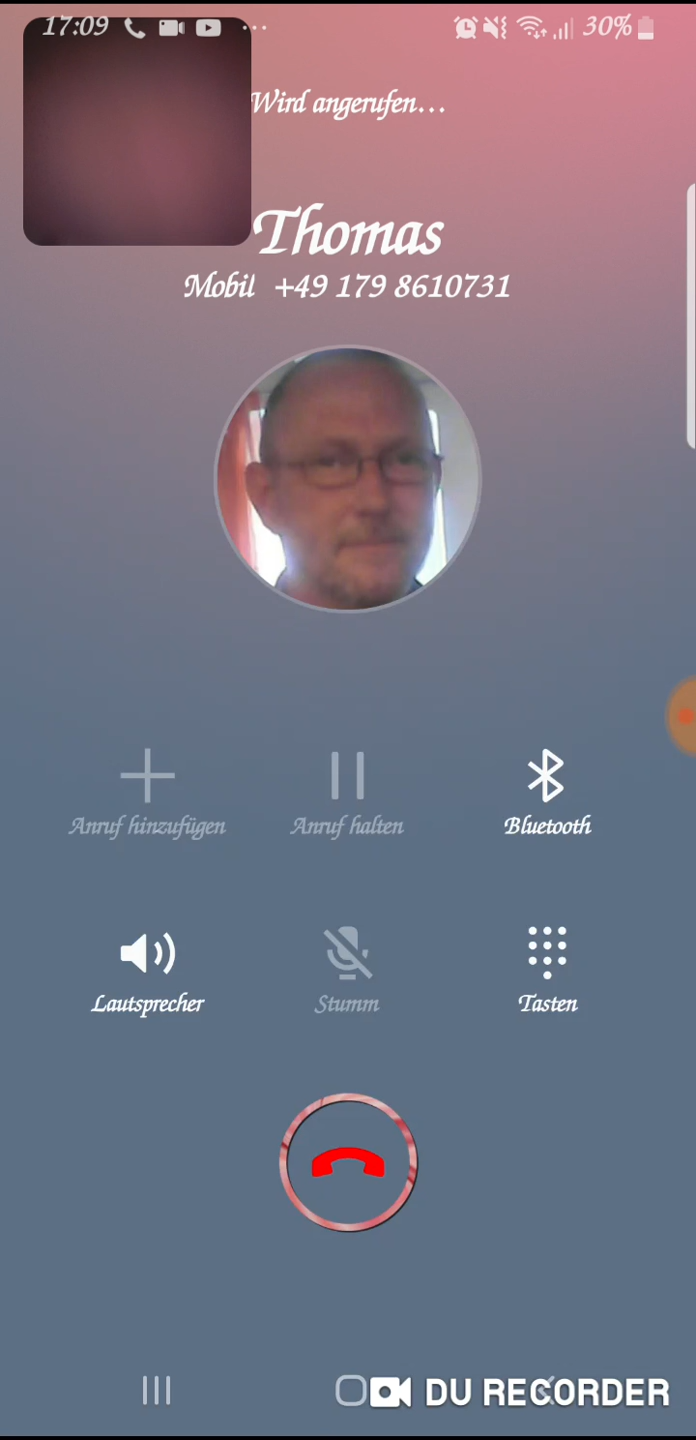 17:09
30%
Wird angerufen...
Thomas
Mobil +49 179 8610731
Anruf hinzufügen
Anruf halten
Bluetooth
Lautsprecher
Stumm
Tasten
DU RECORDER